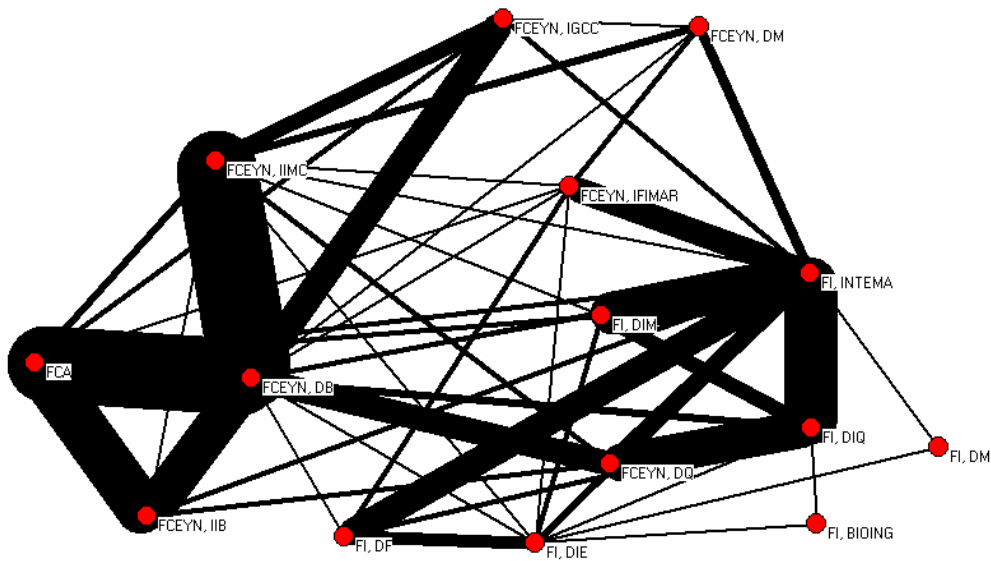 FCEYN, IGCC
FCEYN, DM
FCEYN, IIMC
FCEYN, IFIMAR
FI, INTEMA
FI, DIM
FCA
FCEYN, DB
FI, DIQ
FI, DM
FCEYN, DQ
FCEYN, IIB
FI, BIOING
FI, DF
FI, DIE